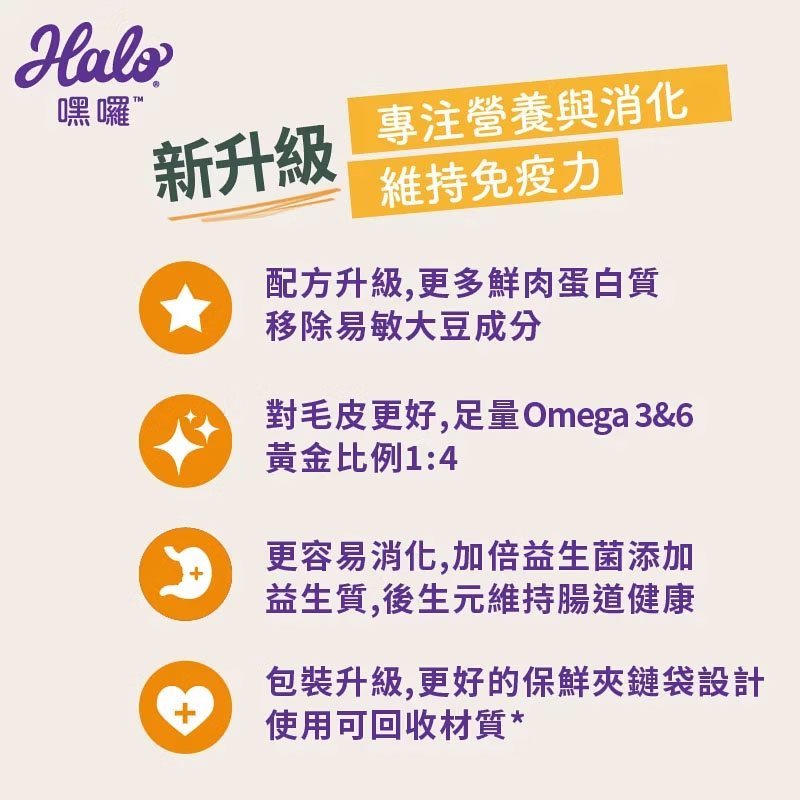 Halo®
嘿囉™
新升級
專注營養與消化
維持免疫力
配方升級,更多鮮肉蛋白質
移除易敏大豆成分
對毛皮更好,足量Omega 3&6
黃金比例1:4
更容易消化,加倍益生菌添加
益生質,後生元維持腸道健康
包裝升級,更好的保鮮夾鏈袋設計
使用可回收材質*